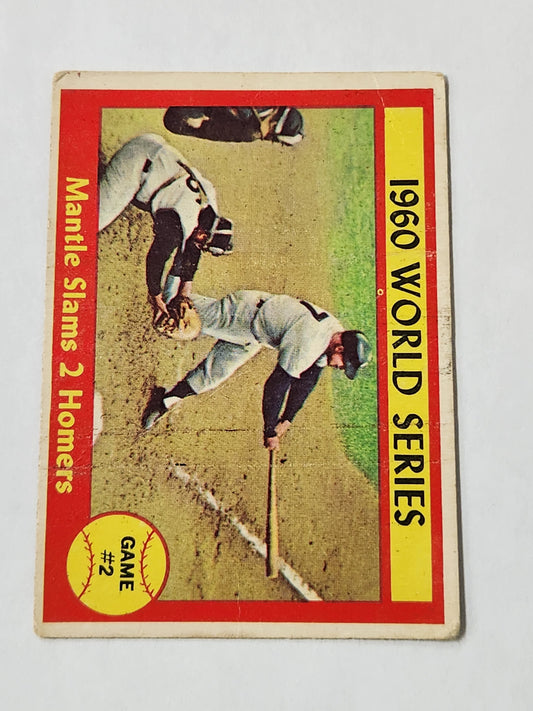 1960 WORLD SERIES
GAME
#2
Mantle Slams 2 Homers